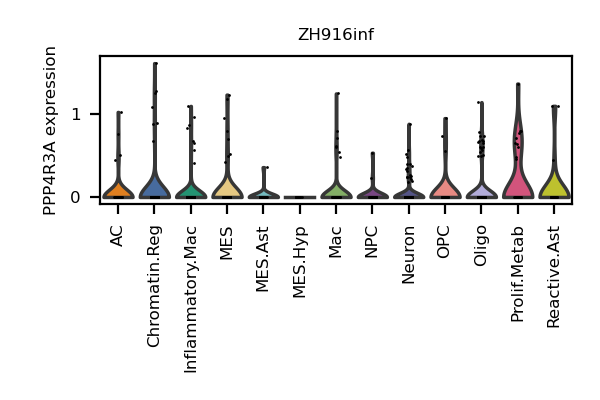 ZH916inf
PPP4R3A expression
1
0
AC
Chromatin.Reg
Inflammatory.Mac
MES
MES.Ast
MES.Hyp
Mac
NPC
Neuron
OPC
Oligo
Prolif.Metab
Reactive.Ast